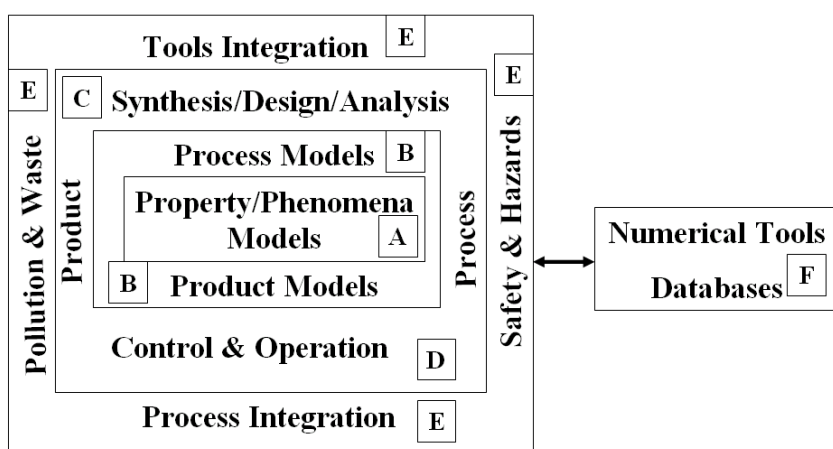 Tools Integration E
E
E
C Synthesis/Design/Analysis
Pollution & Waste
Product
Process Models B
Property/Phenomena
Models A
B Product Models
Process
Safety & Hazards
Control & Operation D
Process Integration E
Numerical Tools
Databases F